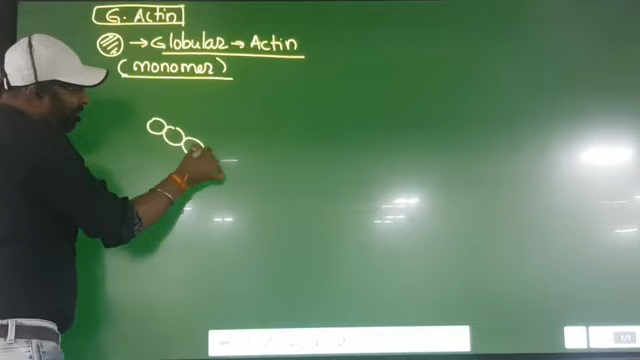 G. Actin
→ Globular → Actin
(monomer)